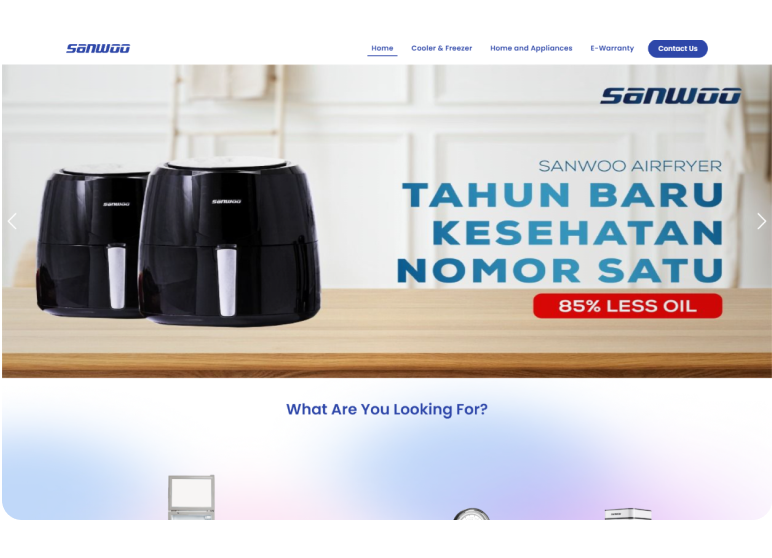 sanwoo
Home Cooler & Freezer Home and Appliances E-Warranty Contact Us
sanwoo
SANWOO AIRFRYER
TAHUN BARU
KESEHATAN
NOMOR SATU
85% LESS OIL
sanwoo
sanwoo
What Are You Looking For?